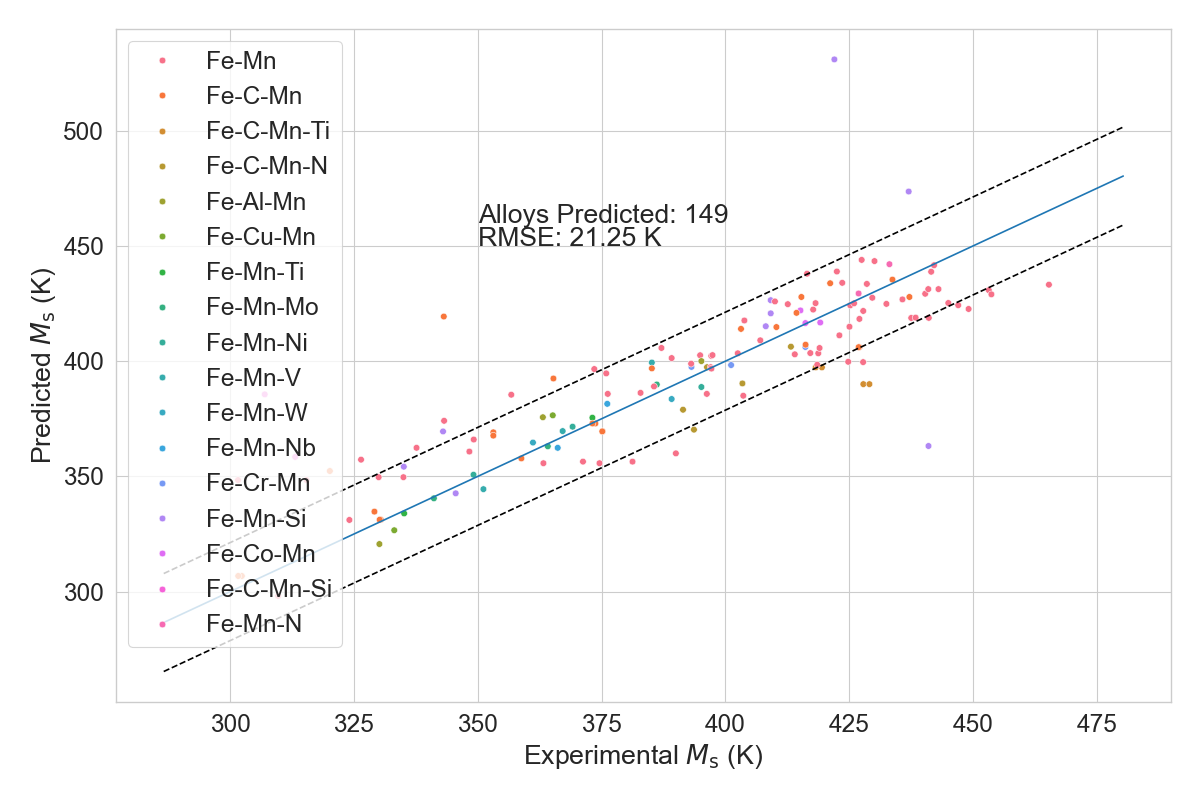 Fe-Mn
Fe-C-Mn
Fe-C-Mn-Ti
Fe-C-Mn-N
Fe-Al-Mn
Fe-Cu-Mn
Fe-Mn-Ti
Fe-Mn-Mo
Fe-Mn-Ni
Fe-Mn-V
Fe-Mn-W
Fe-Mn-Nb
Fe-Cr-Mn
Fe-Mn-Si
Fe-Co-Mn
Fe-C-Mn-Si
Fe-Mn-N
Alloys Predicted: 149
RMSE: 21.25 K
500
450
400
350
300
Predicted Ms (K)
300 325 350 375 400 425 450 475
Experimental Ms (K)